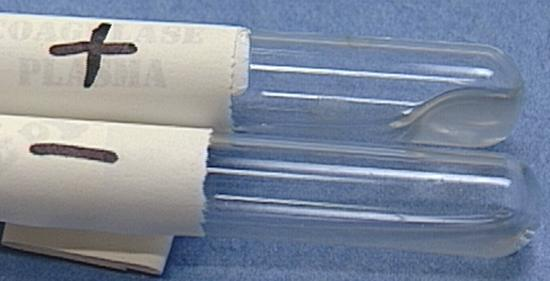 +
COAGULASE
PLASMA
-